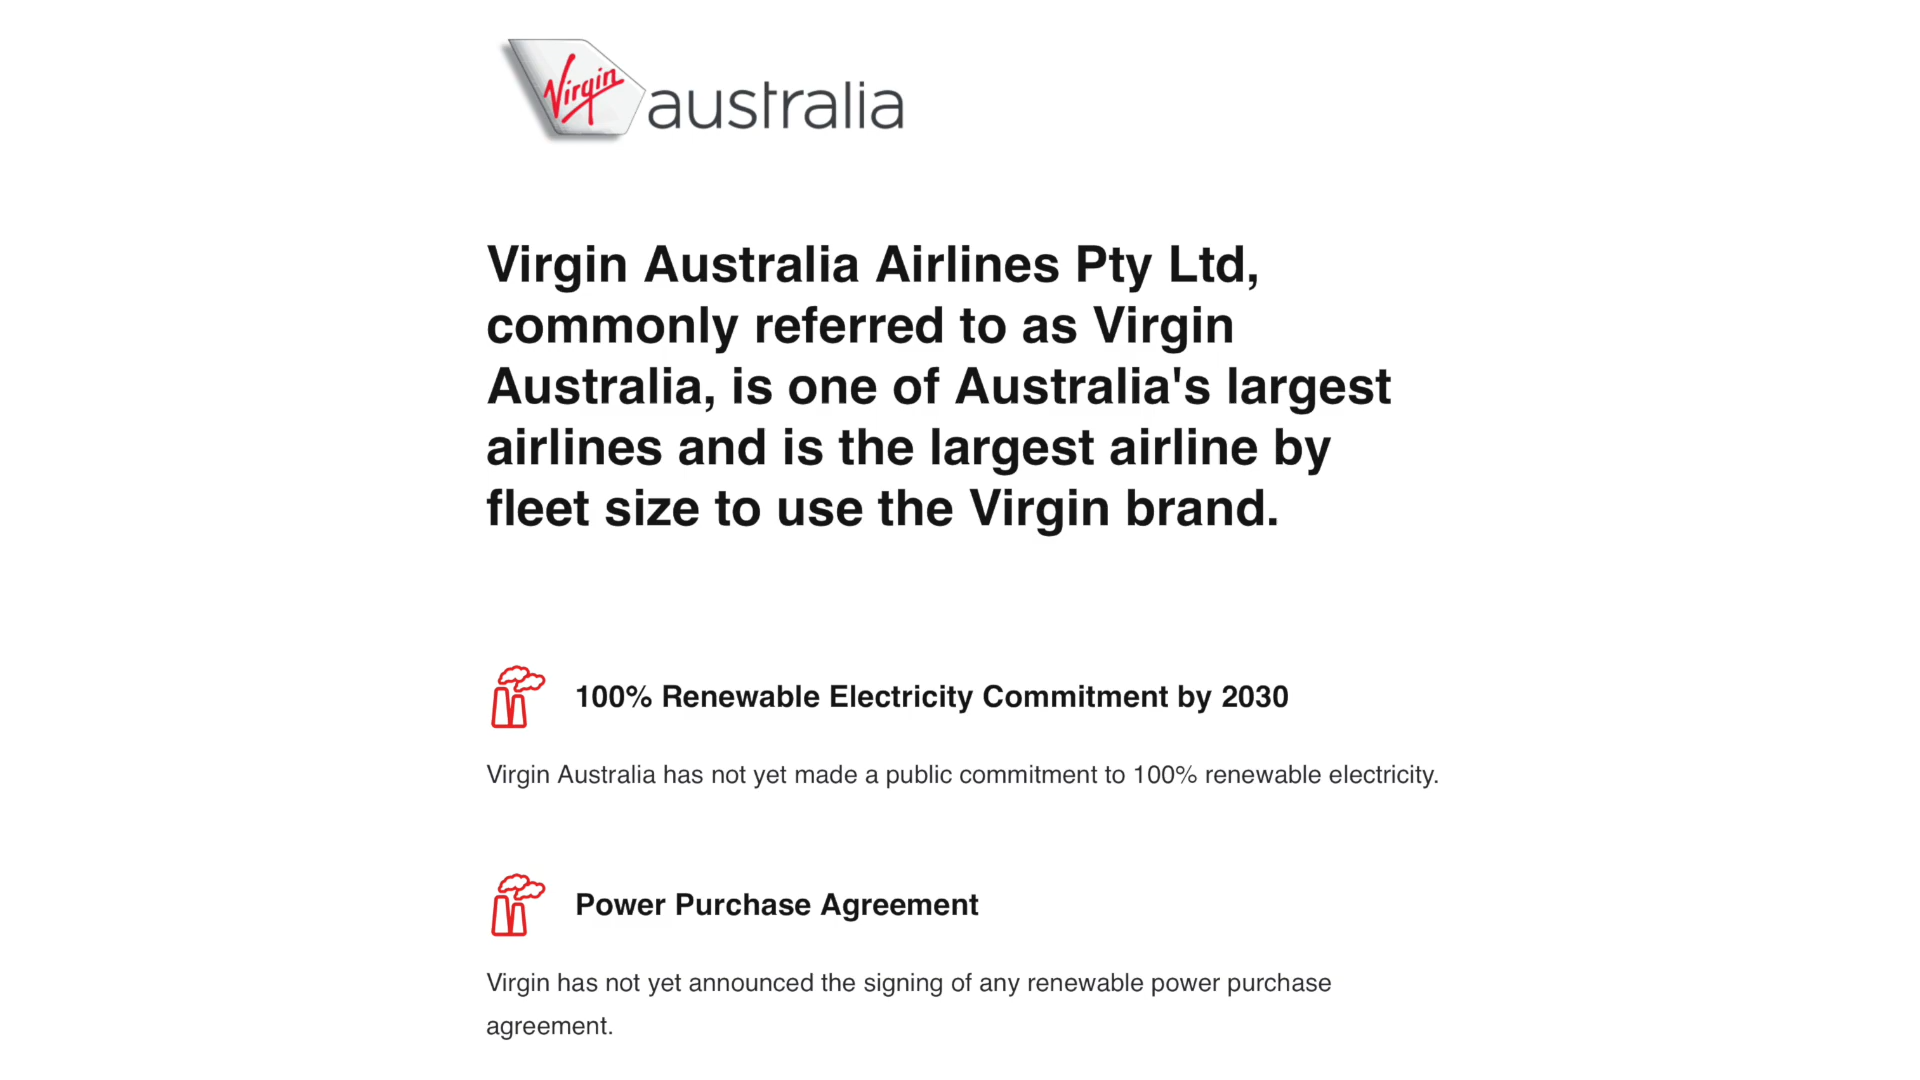 Virgin australia
Virgin Australia Airlines Pty Ltd,
commonly referred to as Virgin
Australia, is one of Australia's largest
airlines and is the largest airline by
fleet size to use the Virgin brand.
100% Renewable Electricity Commitment by 2030
Virgin Australia has not yet made a public commitment to 100% renewable electricity.
Power Purchase Agreement
Virgin has not yet announced the signing of any renewable power purchase
agreement.